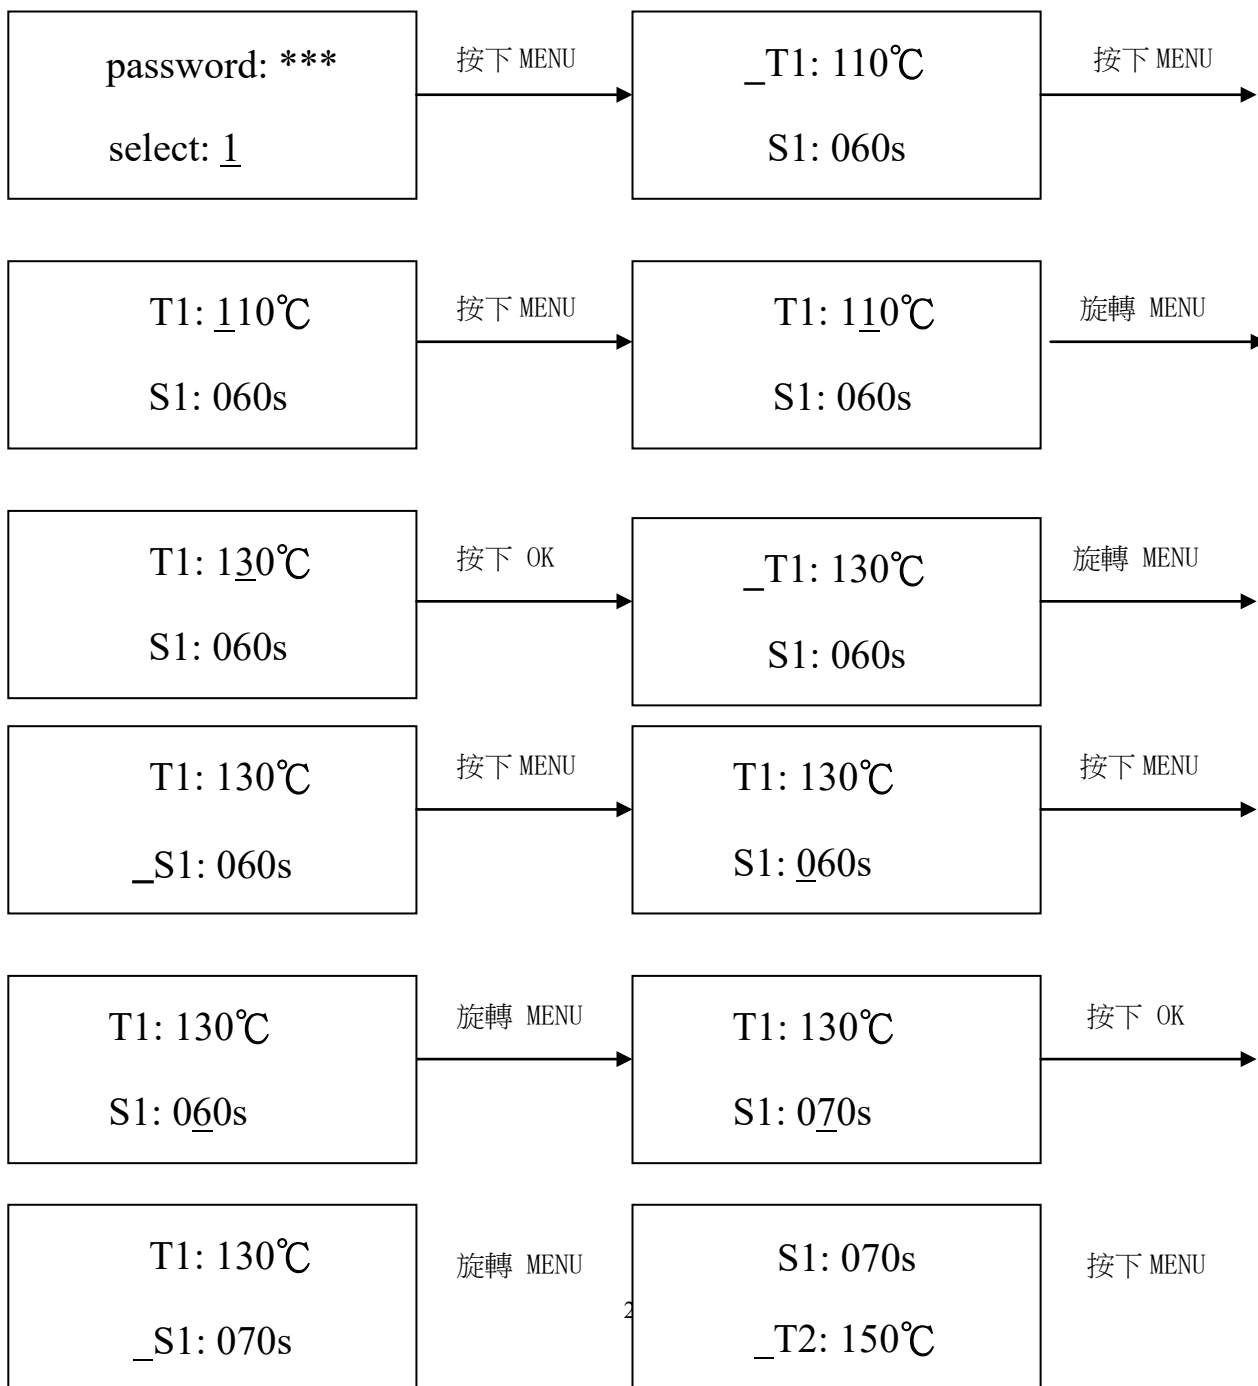 password: ***
select: 1
按下 MENU
_T1: 110℃
S1: 060s
按下 MENU
T1: 110℃
S1: 060s
按下 MENU
T1: 110℃
S1: 060s
旋轉 MENU
T1: 130℃
S1: 060s
按下 OK
_T1: 130℃
S1: 060s
旋轉 MENU
T1: 130℃
_S1: 060s
按下 MENU
T1: 130℃
S1: 060s
按下 MENU
T1: 130℃
S1: 060s
旋轉 MENU
T1: 130℃
S1: 070s
按下 OK
T1: 130℃
_S1: 070s
旋轉 MENU
S1: 070s
_T2: 150℃
按下 MENU
2